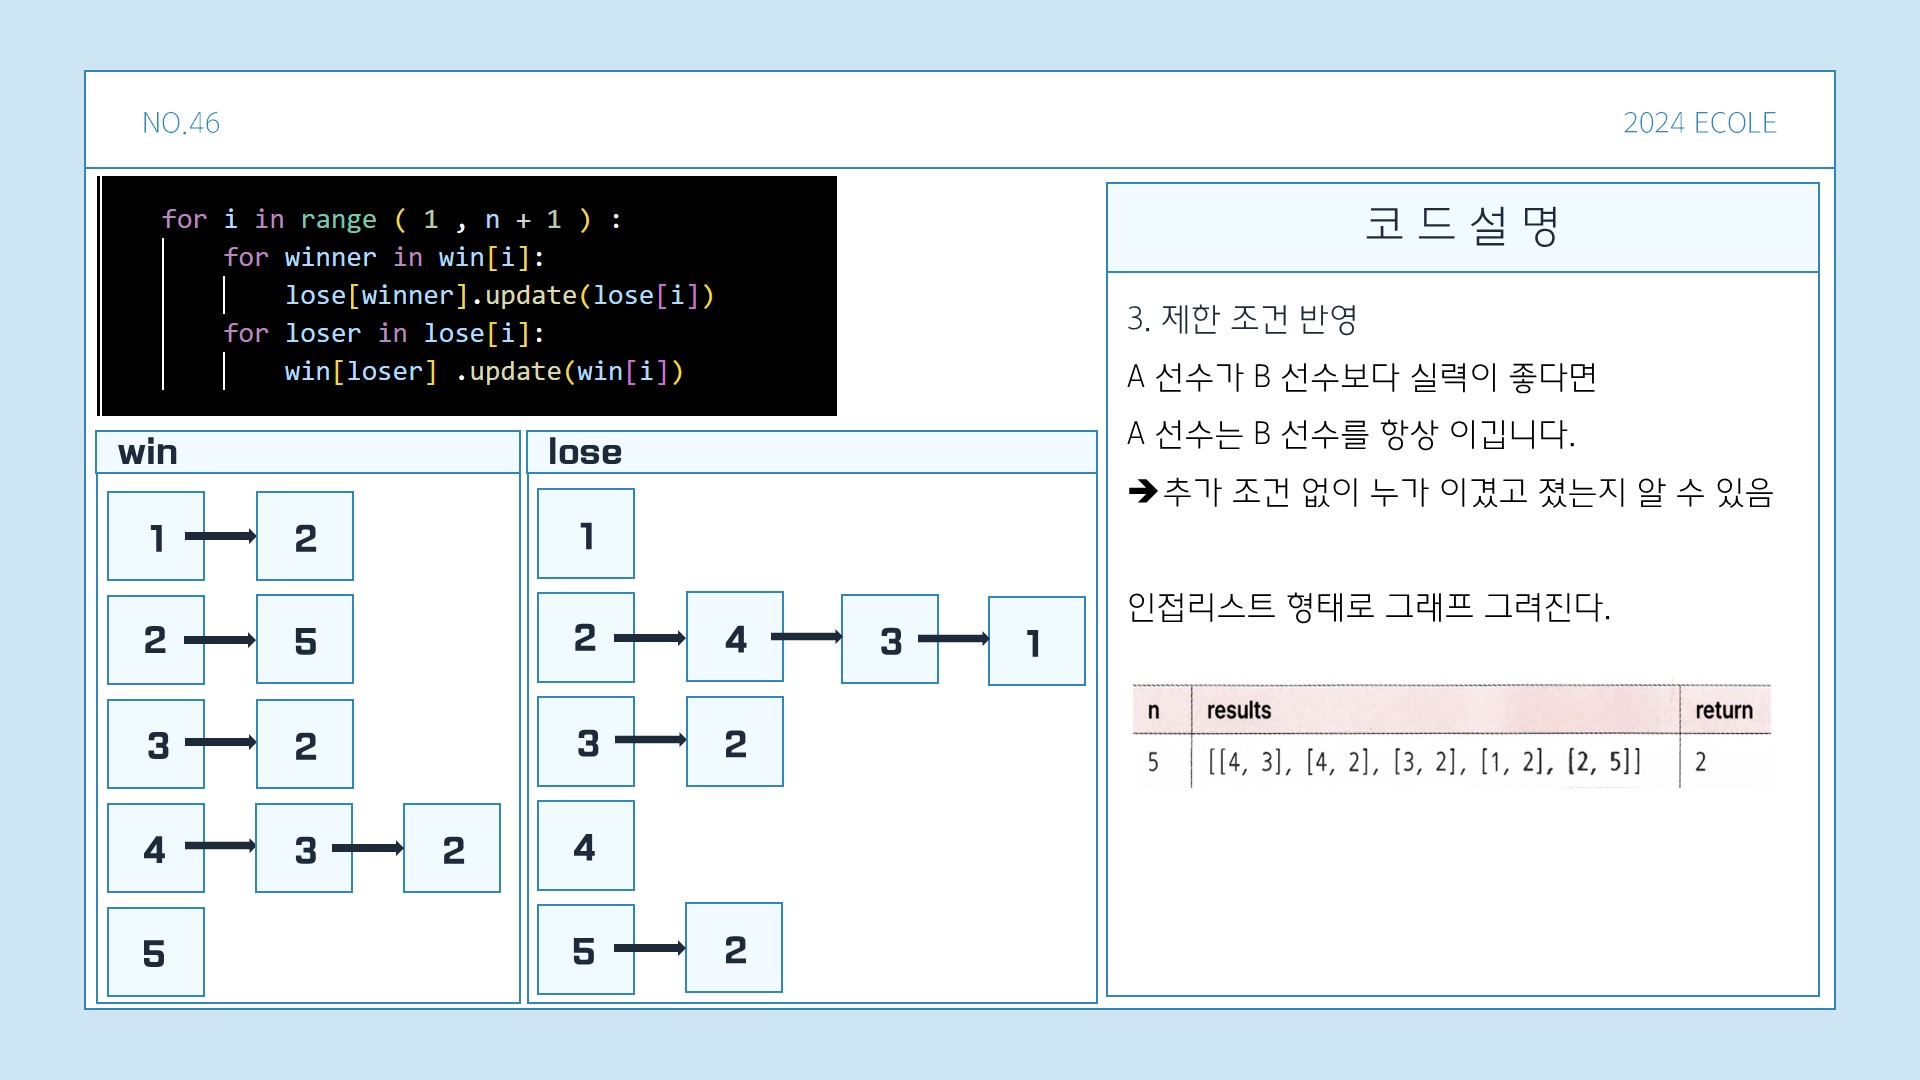 NO.46
2024 ECOLE
for i in range ( 1 , n + 1 ) :
for winner in win[i]:
lose[winner].update(lose[i])
for loser in lose[i]:
win[loser] .update(win[i])
win
1 2
2 5
3 2
4 3 2
5
lose
1
2 4 3 1
3 2
4
5 2
코드설명
3. 제한 조건 반영
A 선수가 B 선수보다 실력이 좋다면
A 선수는 B 선수를 항상 이깁니다.
➔추가 조건 없이 누가 이겼고 졌는지 알 수 있음
인접리스트 형태로 그래프 그려진다.
n results return
5 [[4, 3], [4, 2], [3, 2], [1, 2], [2, 5]] 2